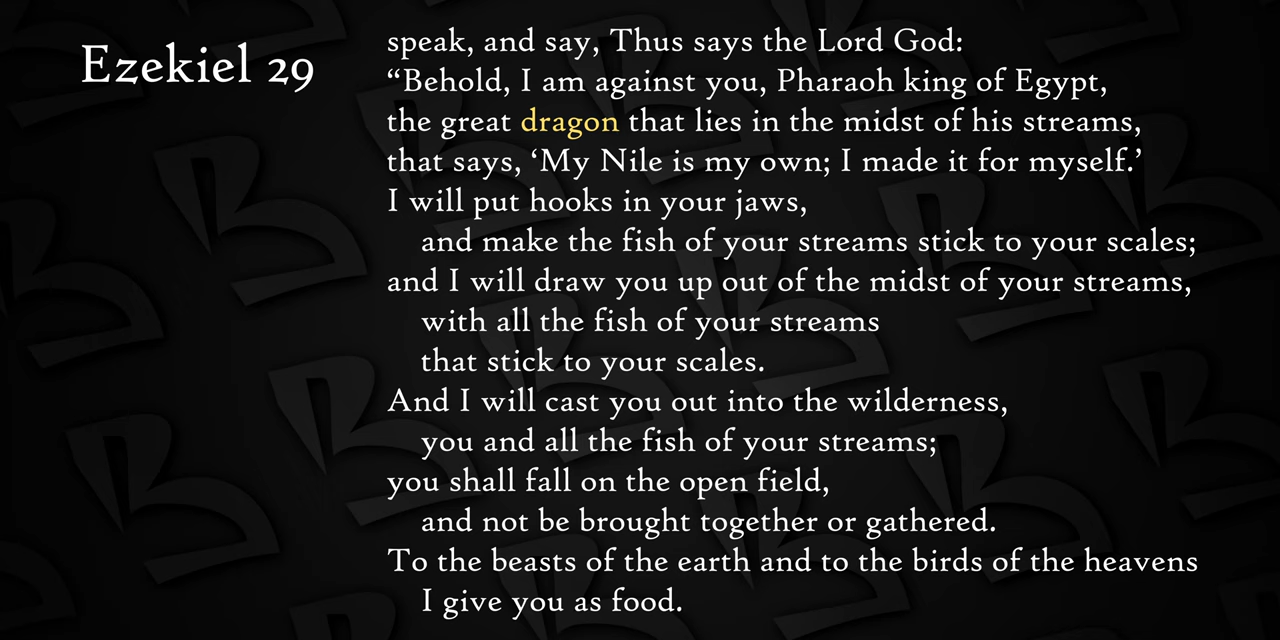 Ezekiel 29
speak, and say, Thus says the Lord God:
“Behold, I am against you, Pharaoh king of Egypt,
the great dragon that lies in the midst of his streams,
that says, ‘My Nile is my own; I made it for myself.’
I will put hooks in your jaws,
and make the fish of your streams stick to your scales;
and I will draw you up out of the midst of your streams,
with all the fish of your streams
that stick to your scales.
And I will cast you out into the wilderness,
you and all the fish of your streams;
you shall fall on the open field,
and not be brought together or gathered.
To the beasts of the earth and to the birds of the heavens
I give you as food.